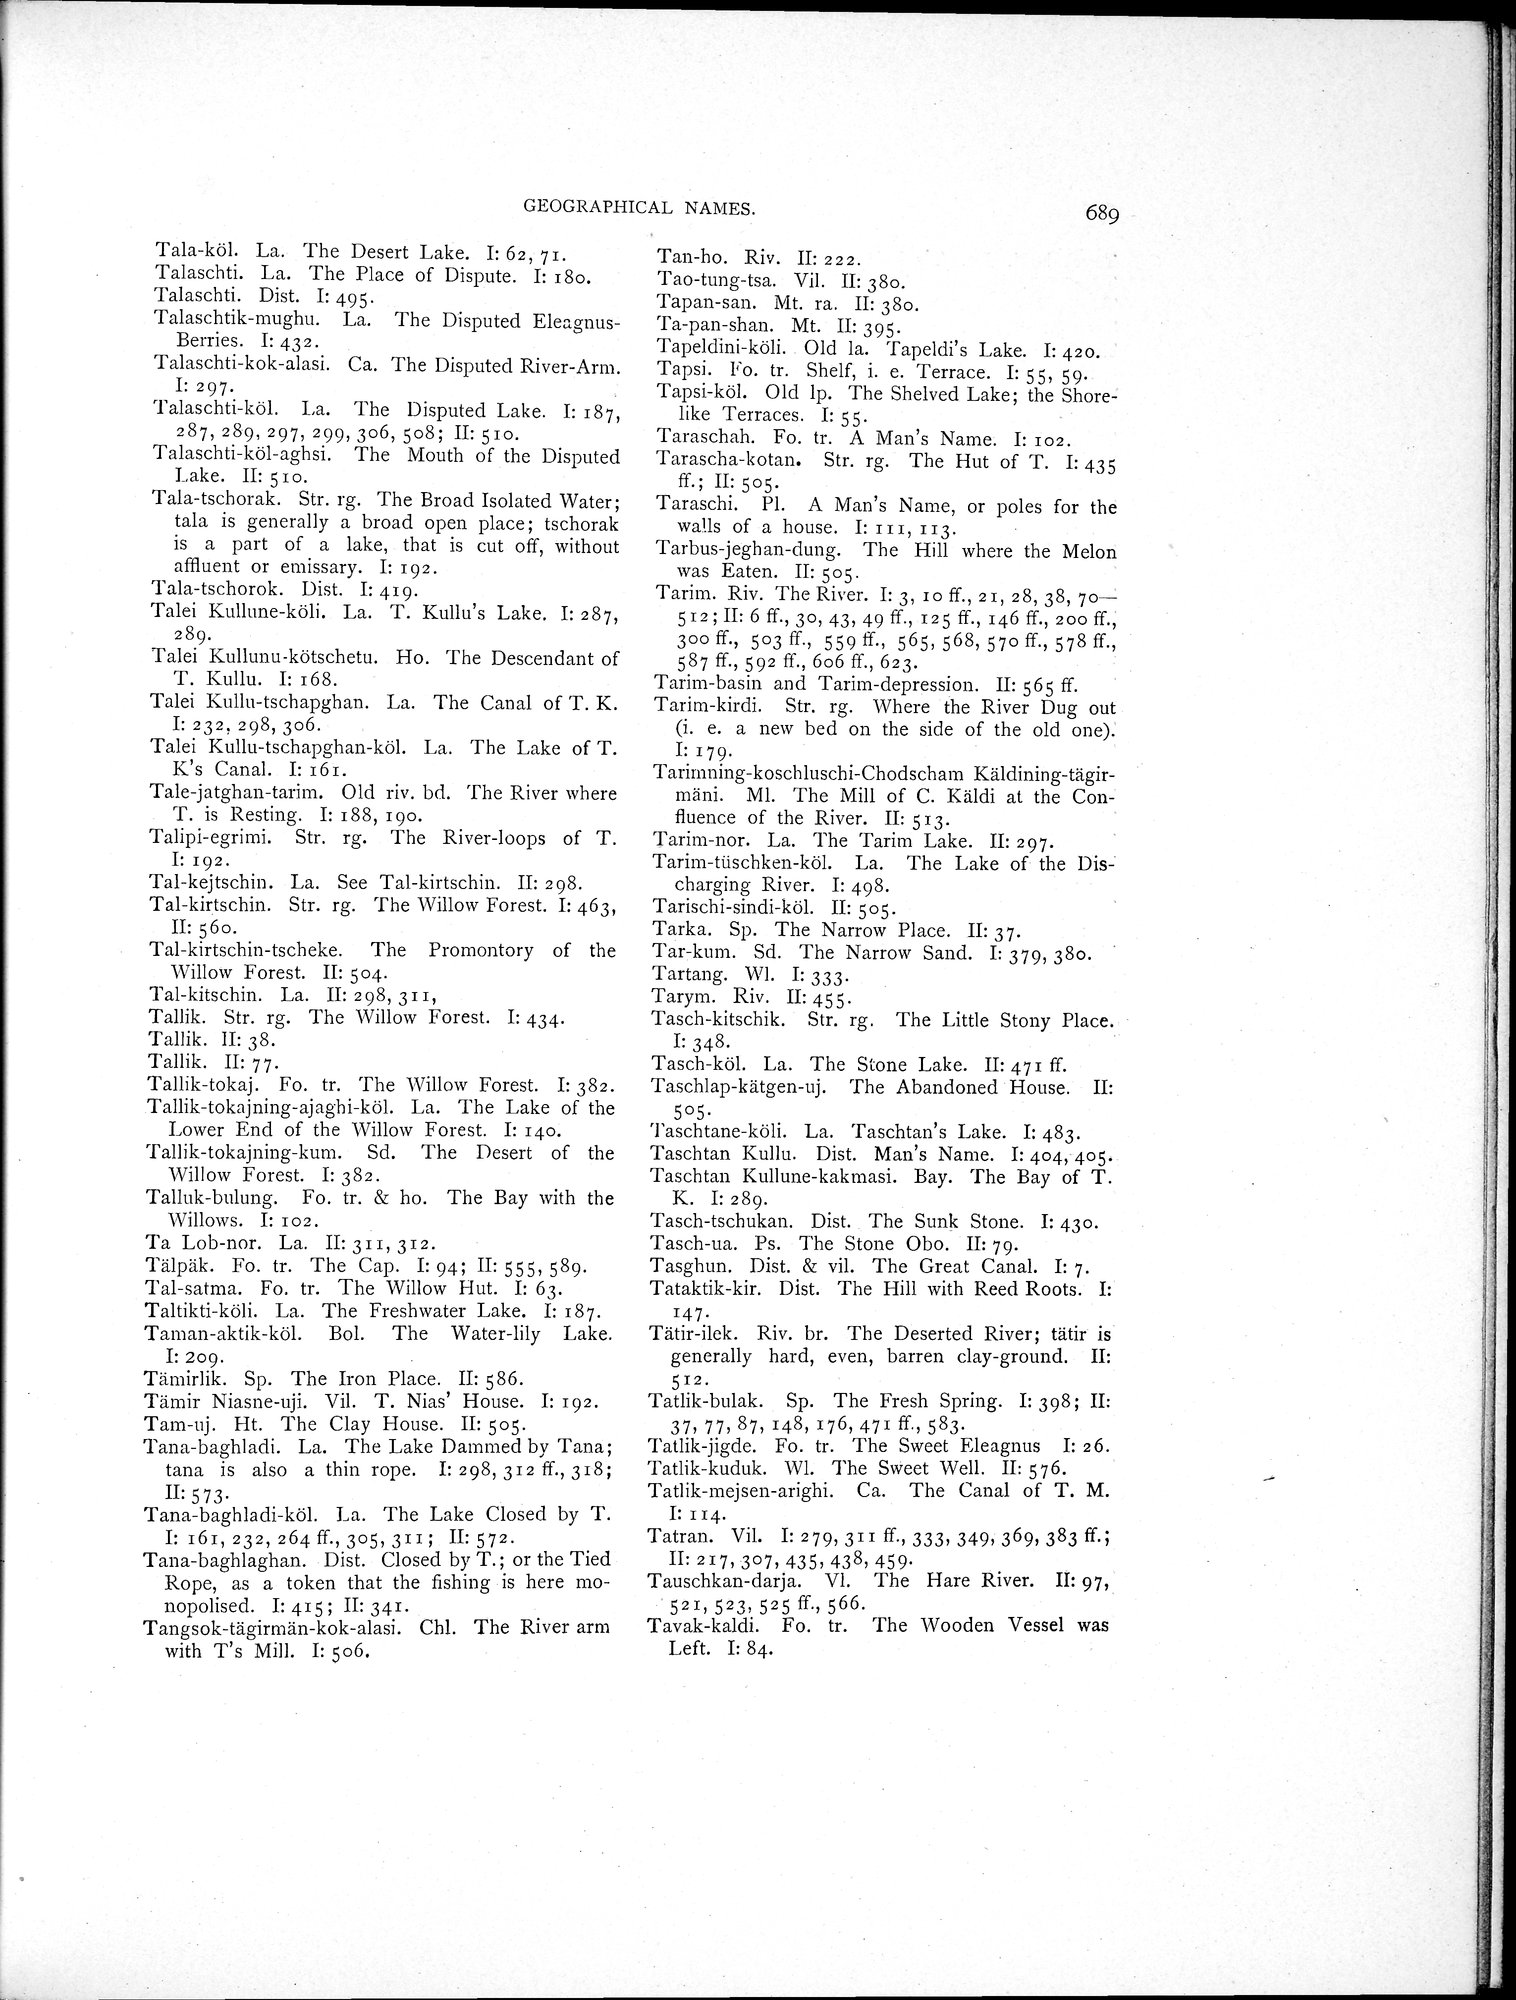 GEOGRAPHICAL NAMES.
689
Tala-köl. La. The Desert Lake. I: 62, 71.
Talaschti. La. The Place of Dispute. I: 180.
Talaschti. Dist. I: 495.
Talaschtik-mughu. La. The Disputed Eleagnus-
Berries. I: 432.
Talaschti-kok-alasi. Ca. The Disputed River-Arm.
I: 297.
Talaschti-köl. La. The Disputed Lake. I: 187,
287, 289, 297, 299, 306, 508; II: 510.
Talaschti-köl-aghsi. The Mouth of the Disputed
Lake. II: 510.
Tala-tschorak. Str. rg. The Broad Isolated Water;
tala is generally a broad open place; tschorak
is a part of a lake, that is cut off, without
affluent or emissary. I: 192.
Tala-tschorok. Dist. I: 419.
Talei Kullune-köli. La. T. Kullu's Lake. I: 287,
289.
Talei Kullunu-kötschetu. Ho. The Descendant of
T. Kullu. I: 168.
Talei Kullu-tschapghan. La. The Canal of T. K.
I: 232, 298, 306.
Talei Kullu-tschapghan-köl. La. The Lake of T.
K's Canal. I: 161.
Tale-jatghan-tarim. Old riv. bd. The River where
T. is Resting. I: 188, 190.
Talipi-egrimi. Str. rg. The River-loops of T.
I: 192.
Tal-kejtschin. La. See Tal-kirtschin. II: 298.
Tal-kirtschin. Str. rg. The Willow Forest. I: 463,
II: 560.
Tal-kirtschin-tscheke. The Promontory of the
Willow Forest. II: 504.
Tal-kitschin. La. II: 298, 311,
Tallik. Str. rg. The Willow Forest. I: 434.
Tallik. II: 38.
Tallik. II: 77.
Tallik-tokaj. Fo. tr. The Willow Forest. I: 382.
Tallik-tokajning-ajaghi-köl. La. The Lake of the
Lower End of the Willow Forest. I: 140.
Tallik-tokajning-kum. Sd. The Desert of the
Willow Forest. I: 382.
Talluk-bulung. Fo. tr. & ho. The Bay with the
Willows. I: 102.
Ta Lob-nor. La. II: 311, 312.
Tälpäk. Fo. tr. The Cap. I: 94; II: 555, 589.
Tal-satma. Fo. tr. The Willow Hut. I: 63.
Taltikti-köli. La. The Freshwater Lake. I: 187.
Taman-aktik-köl. Bol. The Water-lily Lake.
I: 209.
Tämirlik. Sp. The Iron Place. II: 586.
Tämir Niasne-uji. Vil. T. Nias' House. I: 192.
Tam-uj. Ht. The Clay House. II: 505.
Tana-baghladi. La. The Lake Dammed by Tana;
tana is also a thin rope. I: 298, 312 ff., 318;
II: 573.
Tana-baghladi-köl. La. The Lake Closed by T.
I: 161, 232, 264 ff., 305, 311; II: 572.
Tana-baghlaghan. Dist. Closed by T.; or the Tied
Rope, as a token that the fishing is here mo-
nopolised. I: 415; II: 341.
Tangsok-tägirmän-kok-alasi. Chl. The River arm
with T's Mill. I: 506.
Tan-ho. Riv. II: 222.
Tao-tung-tsa. Vil. II: 380.
Tapan-san. Mt. ra. II: 380.
Ta-pan-shan. Mt. II: 395.
Tapeldini-köli. Old la. Tapeldi's Lake. I: 420.
Tapsi. Fo. tr. Shelf, i. e. Terrace. I: 55, 59.
Tapsi-köl. Old lp. The Shelved Lake; the Shore-
like Terraces. I: 55.
Taraschah. Fo. tr. A Man's Name. I: 102.
Tarascha-kotan. Str. rg. The Hut of T. I: 435
ff.; II: 505.
Taraschi. Pl. A Man's Name, or poles for the
walls of a house. I: 111, 113.
Tarbus-jeghan-dung. The Hill where the Melon
was Eaten. II: 505.
Tarim. Riv. The River. I: 3, 10 ff., 21, 28, 38, 70—
512; II: 6 ff., 30, 43, 49 ff., 125 ff., 146 ff., 200 ff.,
300 ff., 503 ff., 559 ff., 565, 568, 570 ff., 578 ff.,
587 ff., 592 ff., 606 ff., 623.
Tarim-basin and Tarim-depression. II: 565 ff.
Tarim-kirdi. Str. rg. Where the River Dug out
(i. e. a new bed on the side of the old one).
I: 179.
Tarimning-koschluschi-Chodscham Käldining-tägir-
mäni. Ml. The Mill of C. Käldi at the Con-
fluence of the River. II: 513.
Tarim-nor. La. The Tarim Lake. II: 297.
Tarim-tüschken-köl. La. The Lake of the Dis-
charging River. I: 498.
Tarischi-sindi-köl. II: 505.
Tarka. Sp. The Narrow Place. II: 37.
Tar-kum. Sd. The Narrow Sand. I: 379, 380.
Tartang. Wl. I: 333.
Tarym. Riv. II: 455.
Tasch-kitschik. Str. rg. The Little Stony Place.
I: 348.
Tasch-köl. La. The Stone Lake. II: 471 ff.
Taschlap-kätgen-uj. The Abandoned House. II:
505.
Taschtane-köli. La. Taschtan's Lake. I: 483.
Taschtan Kullu. Dist. Man's Name. I: 404, 405.
Taschtan Kullune-kakmasi. Bay. The Bay of T.
K. I: 289.
Tasch-tschukan. Dist. The Sunk Stone. I: 430.
Tasch-ua. Ps. The Stone Obo. II: 79.
Tasghun. Dist. & vil. The Great Canal. I: 7.
Tataktik-kir. Dist. The Hill with Reed Roots. I:
147.
Tätir-ilek. Riv. br. The Deserted River; tätir is
generally hard, even, barren clay-ground. II:
512.
Tatlik-bulak. Sp. The Fresh Spring. I: 398; II:
37, 77, 87, 148, 176, 471 ff., 583.
Tatlik-jigde. Fo. tr. The Sweet Eleagnus I: 26.
Tatlik-kuduk. Wl. The Sweet Well. II: 576.
Tatlik-mejsen-arighi. Ca. The Canal of T. M.
I: 114.
Tatran. Vil. I: 279, 311 ff., 333, 349, 369, 383 ff.;
II: 217, 307, 435, 438, 459.
Tauschkan-darja. Vl. The Hare River. II: 97,
521, 523, 525 ff., 566.
Tavak-kaldi. Fo. tr. The Wooden Vessel was
Left. I: 84.